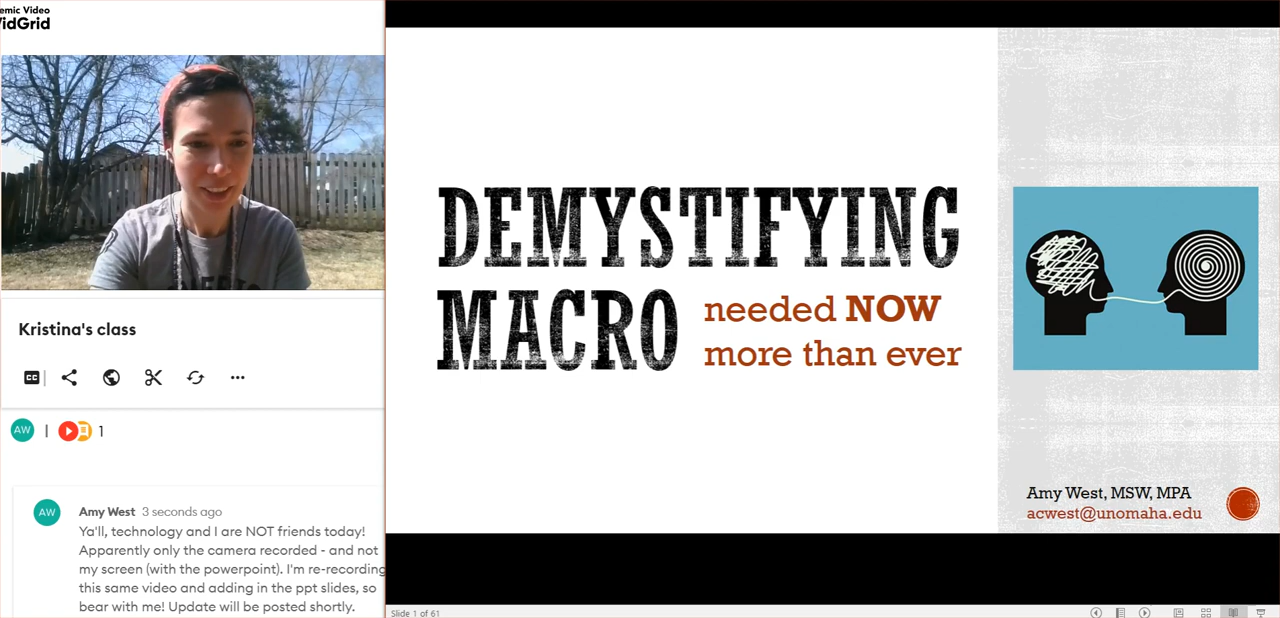 emic Video
VidGrid
Kristina's class
CC
AW
1
AW
Amy West 3 seconds ago
Ya'll, technology and I are NOT friends today!
Apparently only the camera recorded - and not
my screen (with the powerpoint). I'm re-recording
this same video and adding in the ppt slides, so
bear with me! Update will be posted shortly.
DEMYSTIFYING
MACRO
needed NOW
more than ever
Amy West, MSW, MPA
acwest@unomaha.edu
Slide 1 of 61